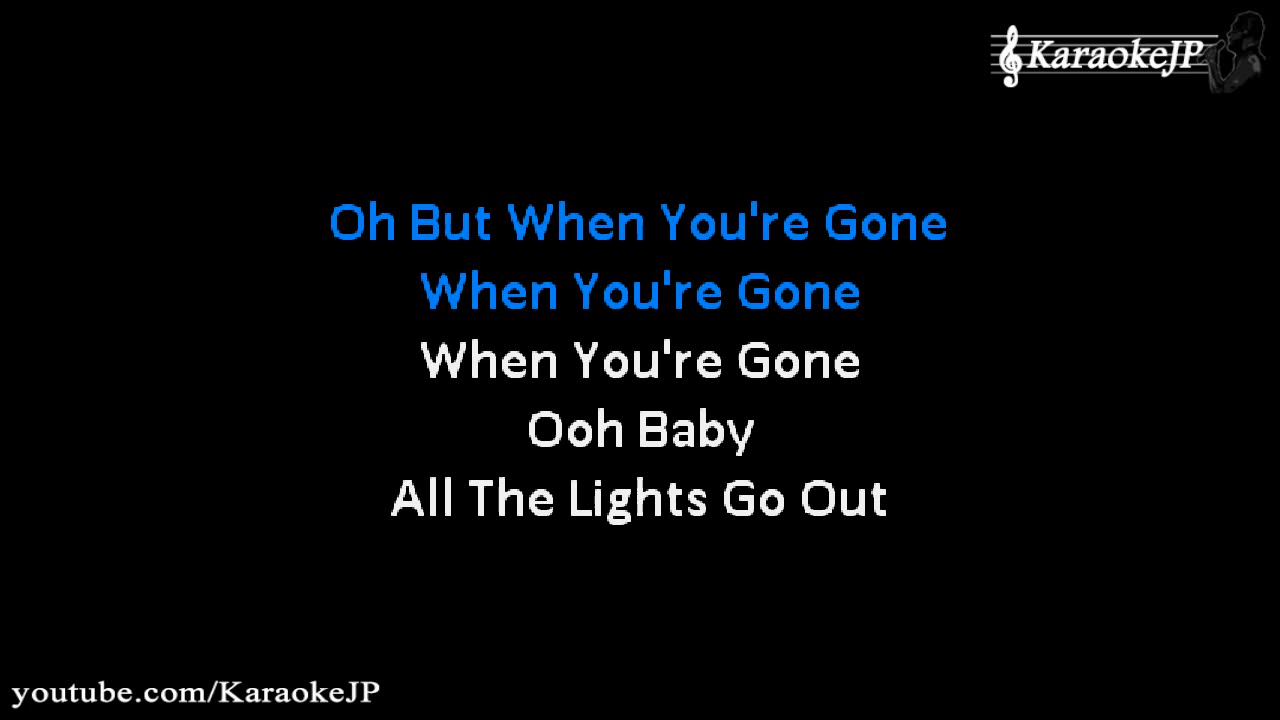 KaraokeJP
Oh But When You're Gone
When You're Gone
When You're Gone
Ooh Baby
All The Lights Go Out
youtube.com/KaraokeJP